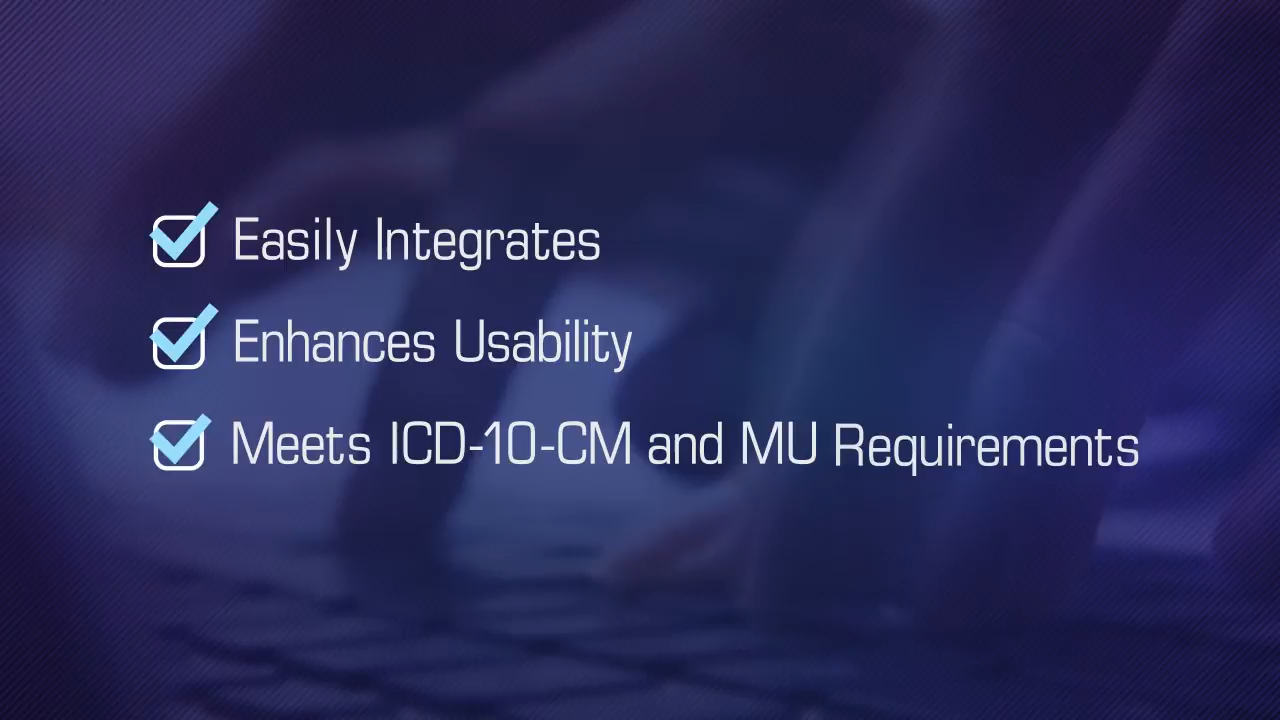 Easily Integrates
Enhances Usability
Meets ICD-10-CM and MU Requirements